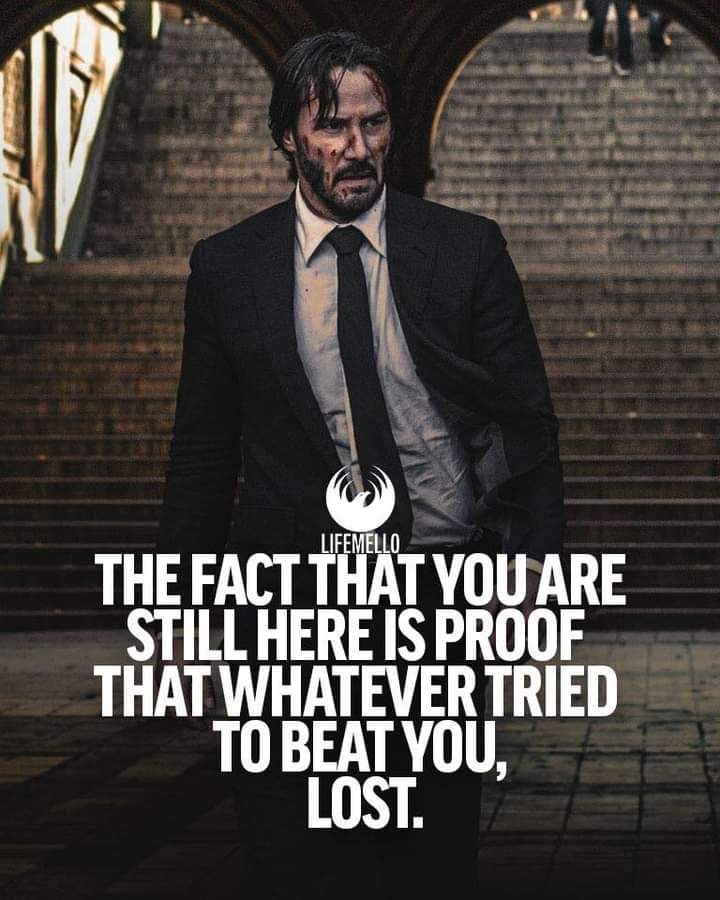 LIFEMELLO
THE FACT THAT YOU ARE
STILL HERE IS PROOF
THAT WHATEVER TRIED
TO BEAT YOU,
LOST.